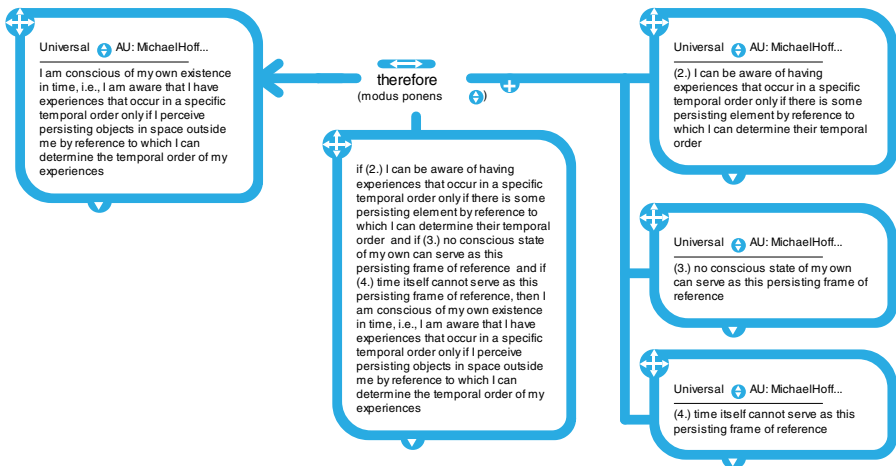 Universal AU: MichaelHoff...
I am conscious of my own existence
in time, i.e., I am aware that I have
experiences that occur in a specific
temporal order only if I perceive
persisting objects in space outside
me by reference to which I can
determine the temporal order of my
experiences
therefore
(modus ponens )
if (2.) I can be aware of having
experiences that occur in a specific
temporal order only if there is some
persisting element by reference to
which I can determine their temporal
order and if (3.) no conscious state
of my own can serve as this
persisting frame of reference and if
(4.) time itself cannot serve as this
persisting frame of reference, then I
am conscious of my own existence
in time, i.e., I am aware that I have
experiences that occur in a specific
temporal order only if I perceive
persisting objects in space outside
me by reference to which I can
determine the temporal order of my
experiences
Universal AU: MichaelHoff...
(2.) I can be aware of having
experiences that occur in a specific
temporal order only if there is some
persisting element by reference to
which I can determine their temporal
order
Universal AU: MichaelHoff...
(3.) no conscious state of my own
can serve as this persisting frame of
reference
Universal AU: MichaelHoff...
(4.) time itself cannot serve as this
persisting frame of reference